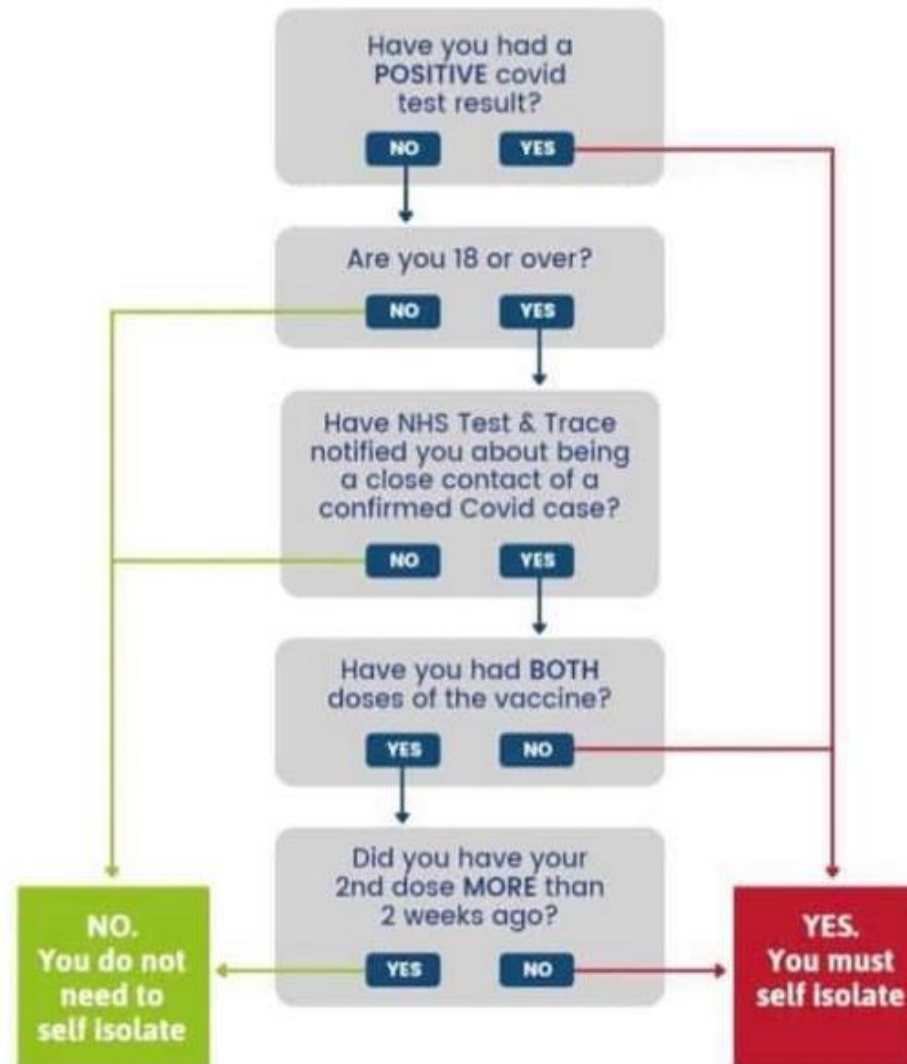 Have you had a
POSITIVE covid
test result?
NO YES
Are you 18 or over?
NO YES
Have NHS Test & Trace
notified you about being
a close contact of a
confirmed Covid case?
NO YES
Have you had BOTH
doses of the vaccine?
YES NO
Did you have your
2nd dose MORE than
2 weeks ago?
YES NO
NO.
You do not
need to
self isolate
YES.
You must
self isolate